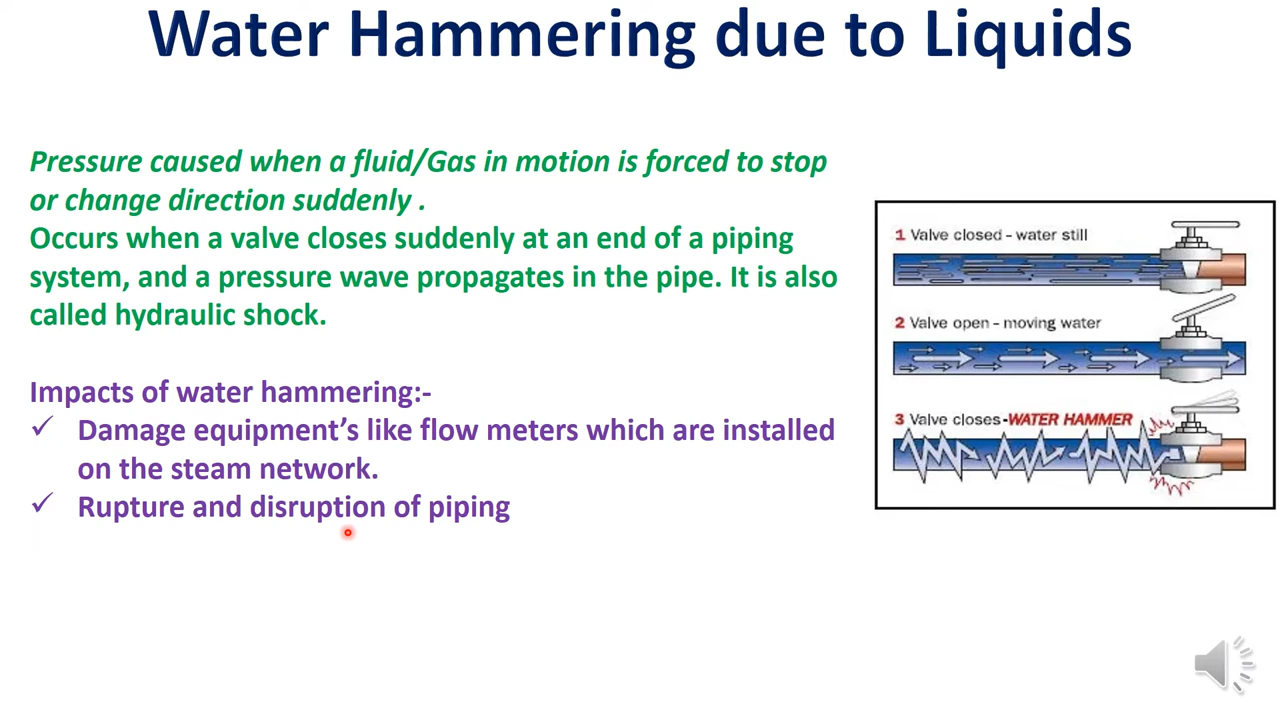 Water Hammering due to Liquids
Pressure caused when a fluid/Gas in motion is forced to stop
or change direction suddenly .
Occurs when a valve closes suddenly at an end of a piping
system, and a pressure wave propagates in the pipe. It is also
called hydraulic shock.
Impacts of water hammering:-
✓ Damage equipment’s like flow meters which are installed
on the steam network.
✓ Rupture and disruption of piping
1 Valve closed - water still
2 Valve open - moving water
3 Valve closes-WATER HAMMER